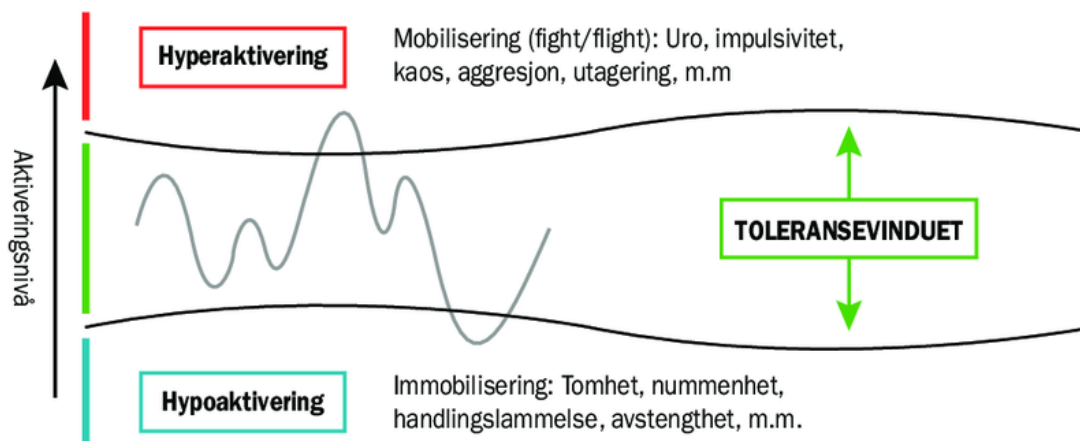 Hyperaktivering
Mobilisering (fight/flight): Uro, impulsivitet,
kaos, aggresjon, utagering, m.m
Aktiveringsnivå
TOLERANSEVINDUET
Hypoaktivering
Immobilisering: Tomhet, nummenhet,
handlingslammelse, avstengthet, m.m.